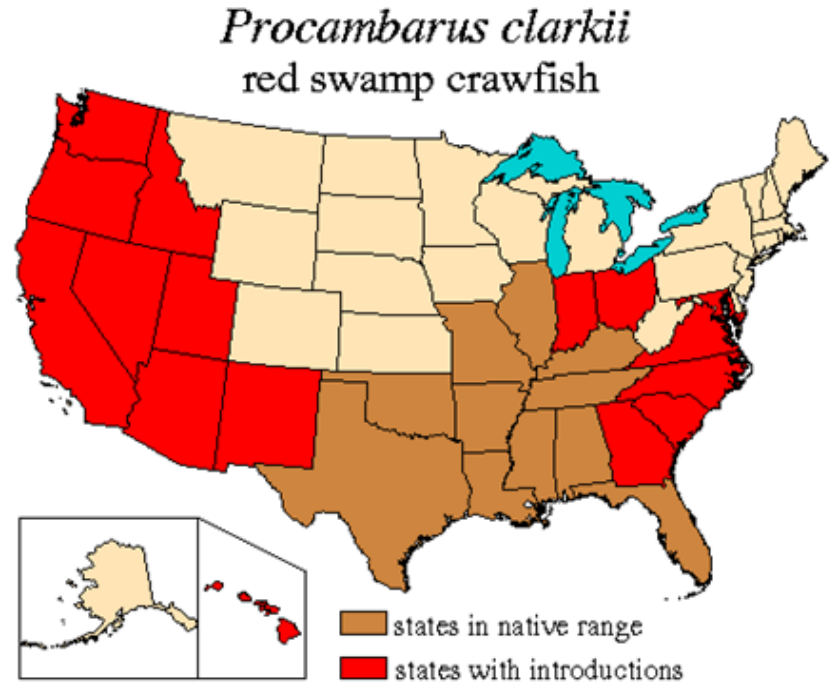 Procambarus clarkii
red swamp crawfish
states in native range
states with introductions